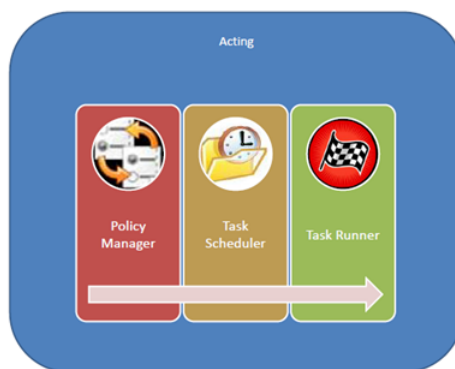 Acting
Policy
Manager
Task
Scheduler
Task Runner